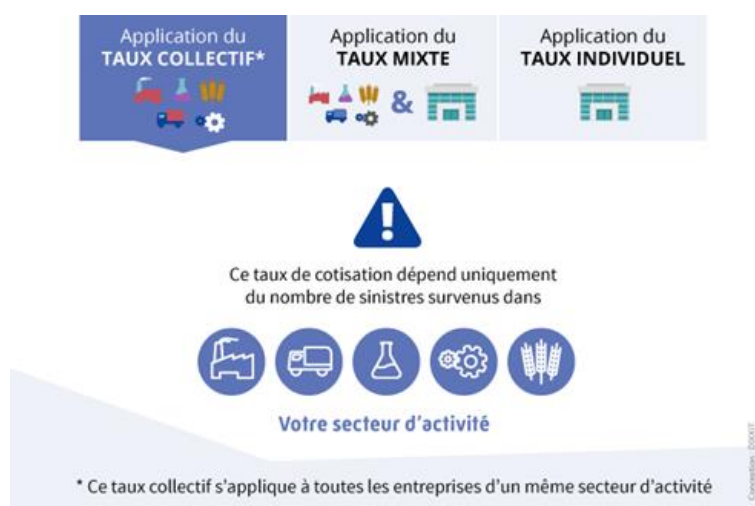 Application du
TAUX COLLECTIF*
Application du
TAUX MIXTE
&
Application du
TAUX INDIVIDUEL
Ce taux de cotisation dépend uniquement
du nombre de sinistres survenus dans
Votre secteur d'activité
* Ce taux collectif s'applique à toutes les entreprises d'un même secteur d'activité